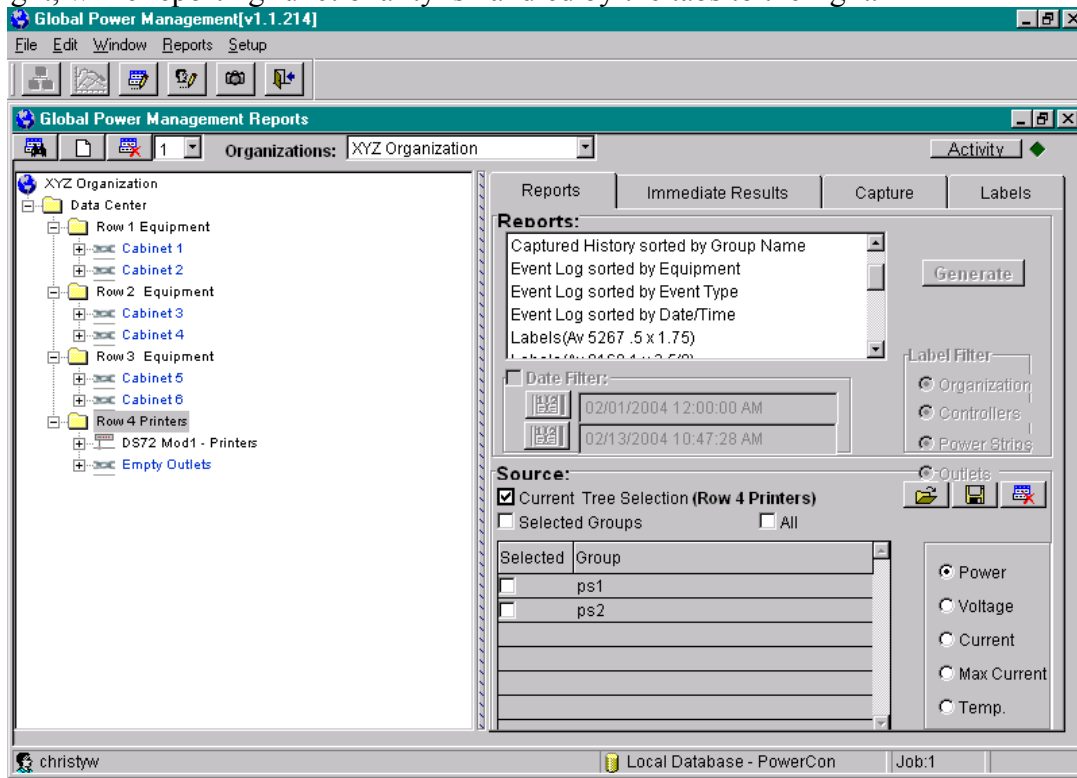 Global Power Management[v1.1.214]
File Edit Window Reports Setup
Global Power Management Reports
1 Organizations: XYZ Organization Activity
XYZ Organization
Data Center
Row 1 Equipment
Cabinet 1
Cabinet 2
Row 2 Equipment
Cabinet 3
Cabinet 4
Row 3 Equipment
Cabinet 5
Cabinet 6
Row 4 Printers
DS72 Mod1 - Printers
Empty Outlets
Reports Immediate Results Capture Labels
Reports:
Captured History sorted by Group Name
Event Log sorted by Equipment
Event Log sorted by Event Type
Event Log sorted by Date/Time
Labels(Av 5267 .5 x 1.75)
Generate
Date Filter:
02/01/2004 12:00:00 AM
02/13/2004 10:47:28 AM
Label Filter
Organization
Controllers
Power Strips
Outlets
Source:
Current Tree Selection (Row 4 Printers)
Selected Groups All
Selected Group
ps1
ps2
Power
Voltage
Current
Max Current
Temp.
christyw Local Database - PowerCon Job:1